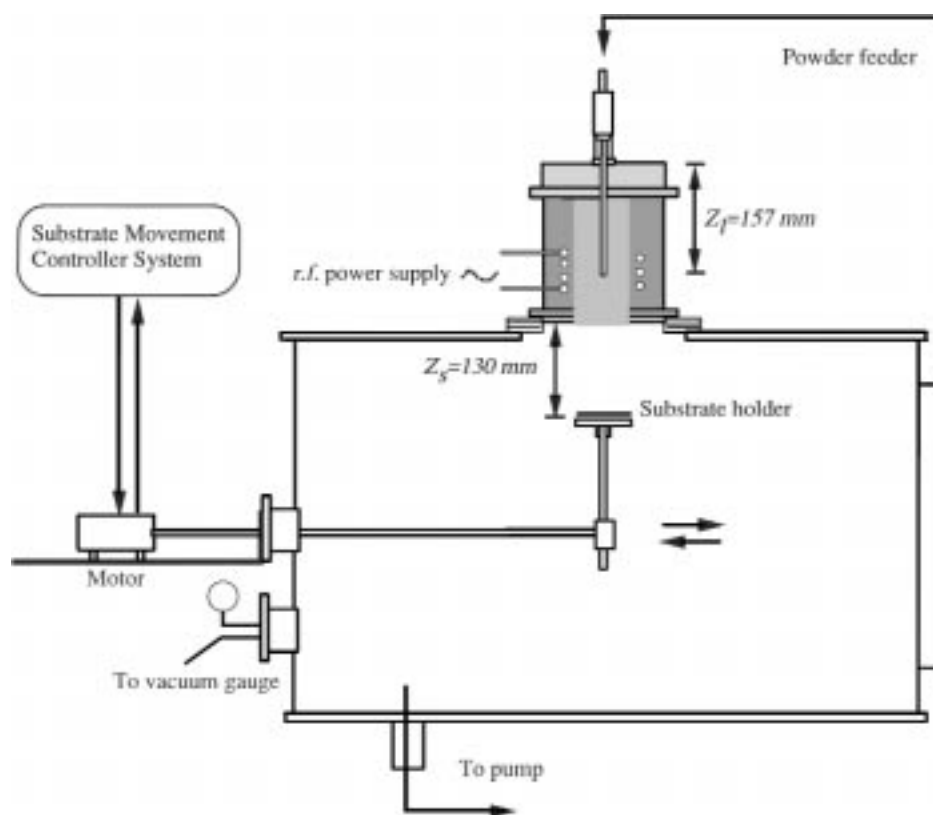 Powder feeder
Z_l=157 mm
Substrate Movement
Controller System
r.f. power supply
Z_s=130 mm
Substrate holder
Motor
To vacuum gauge
To pump